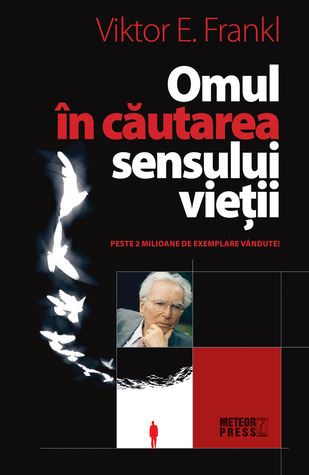 Viktor E. Frankl
Omul
în căutarea
sensului
vieții
PESTE 2 MILIOANE DE EXEMPLARE VÂNDUTE!
METEOR
PRESS